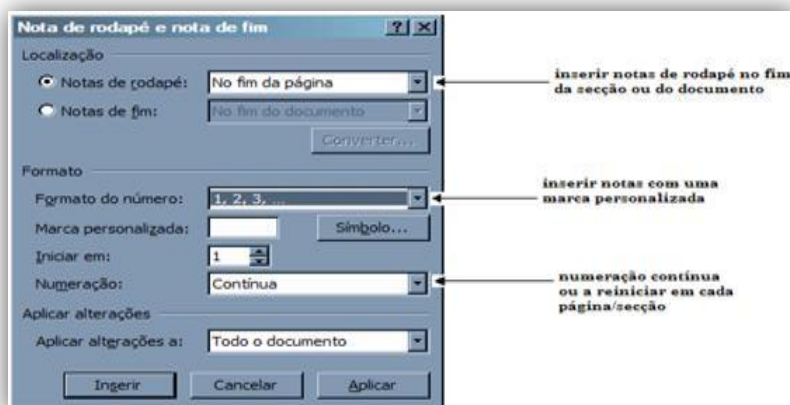 Nota de rodapé e nota de fim
Localização
Notas de rodapé: No fim da página
inserir notas de rodapé no fim
da secção ou do documento
Notas de fim: No fim do documento
Converter...
Formato
Formato do número: 1, 2, 3, ...
inserir notas com uma
marca personalizada
Marca personalizada: Símbolo...
Iniciar em: 1
Numeração: Contínua
numeração contínua
ou a reiniciar em cada
página/secção
Aplicar alterações
Aplicar alterações a: Todo o documento
Inserir Cancelar Aplicar